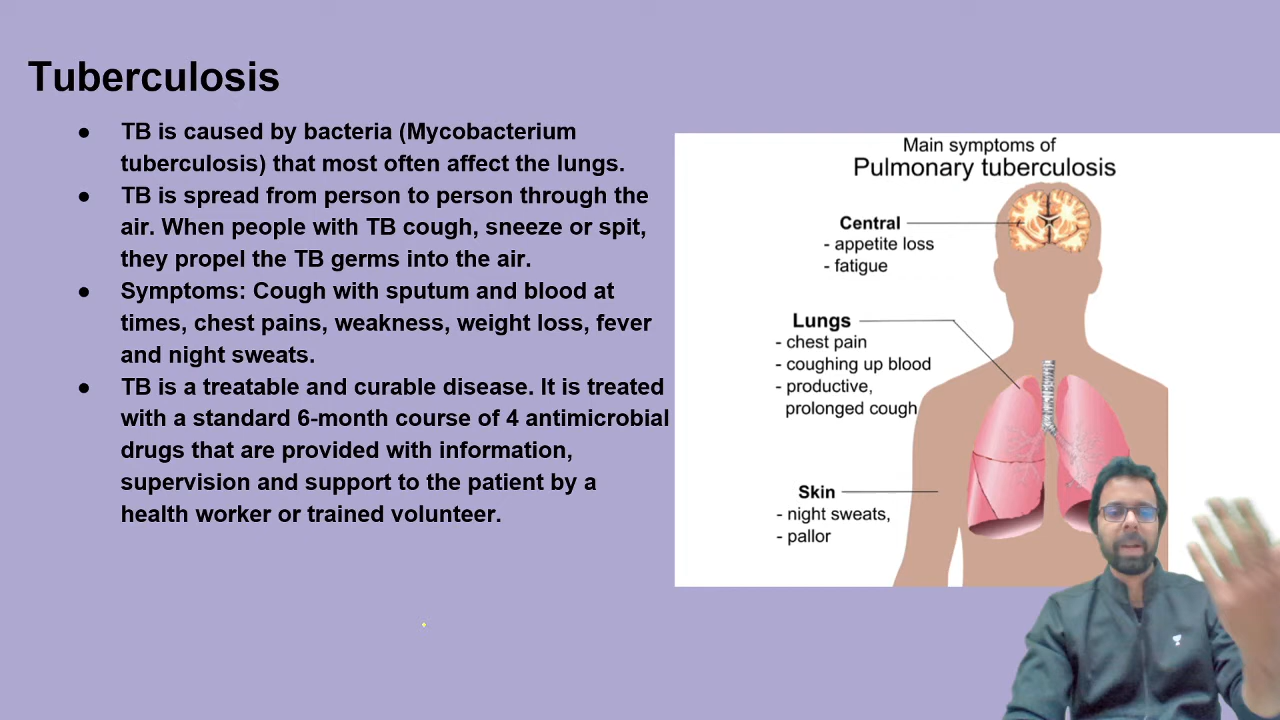 Tuberculosis
● TB is caused by bacteria (Mycobacterium
tuberculosis) that most often affect the lungs.
● TB is spread from person to person through the
air. When people with TB cough, sneeze or spit,
they propel the TB germs into the air.
● Symptoms: Cough with sputum and blood at
times, chest pains, weakness, weight loss, fever
and night sweats.
● TB is a treatable and curable disease. It is treated
with a standard 6-month course of 4 antimicrobial
drugs that are provided with information,
supervision and support to the patient by a
health worker or trained volunteer.
Main symptoms of
Pulmonary tuberculosis
Central
- appetite loss
- fatigue
Lungs
- chest pain
- coughing up blood
- productive,
prolonged cough
Skin
- night sweats,
- pallor